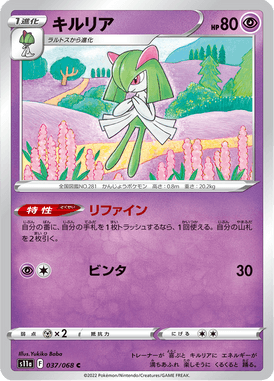 1進化
キルリア
HP80
ラルトスから進化
全国図鑑NO.281 かんじょうポケモン 高さ:0.8m 重さ:20.2kg
特性 リファイン
自分の番に、自分の手札を1枚トラッシュするなら、1回使える。自分の山札を2枚引く。
ビンタ 30
弱点 ×2 抵抗力 にげる
Illus. Yukiko Baba
s11a F 037/068 C
トレーナーが喜ぶと キルリアに エネルギーが
満ちあふれ 楽しそうに くるくると 踊る。
©2022 Pokémon/Nintendo/Creatures/GAME FREAK.